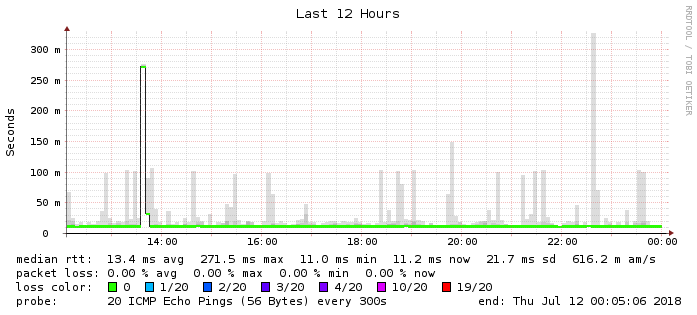 Last 12 Hours
RRDTOOL / TOBI OETIKER
Seconds
300 m
250 m
200 m
150 m
100 m
50 m
0
14:00 16:00 18:00 20:00 22:00 00:00
median rtt: 13.4 ms avg 271.5 ms max 11.0 ms min 11.2 ms now 21.7 ms sd 616.2 m am/s
packet loss: 0.00 % avg 0.00 % max 0.00 % min 0.00 % now
loss color: 0 1/20 2/20 3/20 4/20 10/20 19/20
probe: 20 ICMP Echo Pings (56 Bytes) every 300s end: Thu Jul 12 00:05:06 2018